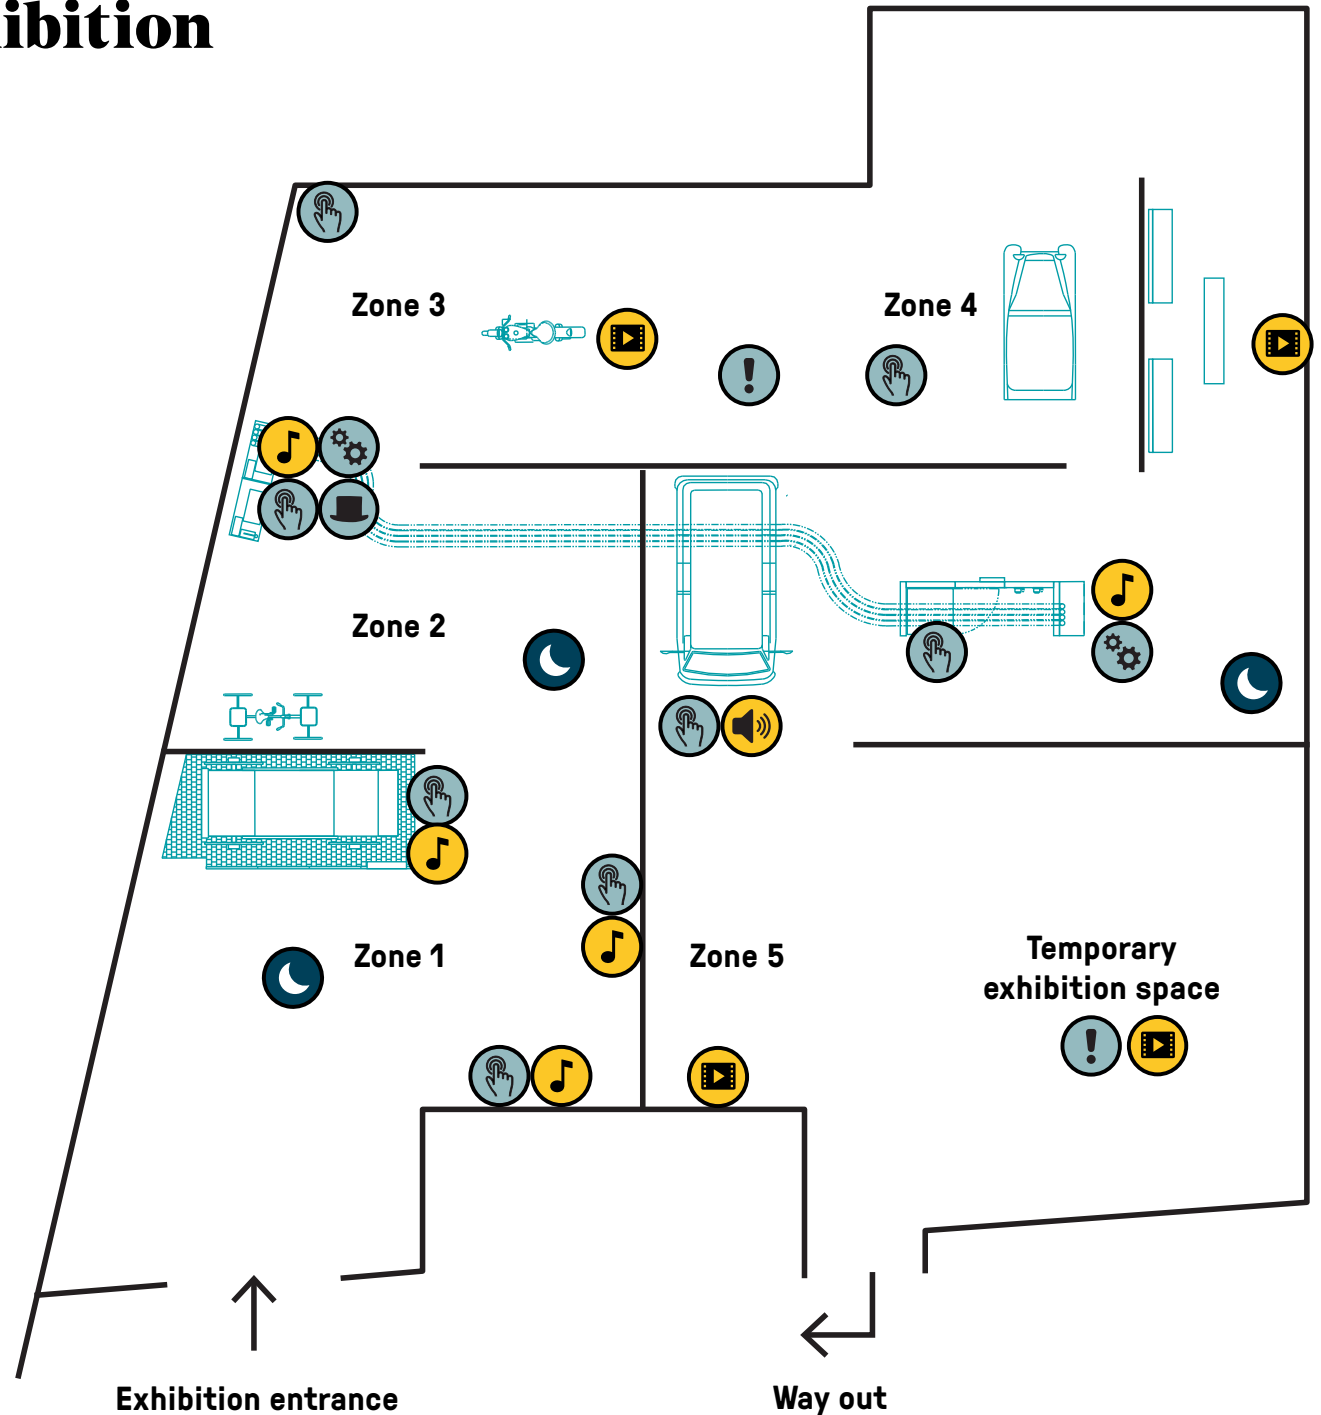 ibition
Zone 3
Zone 4
Zone 2
Zone 1
Zone 5
Temporary
exhibition space
Exhibition entrance
Way out